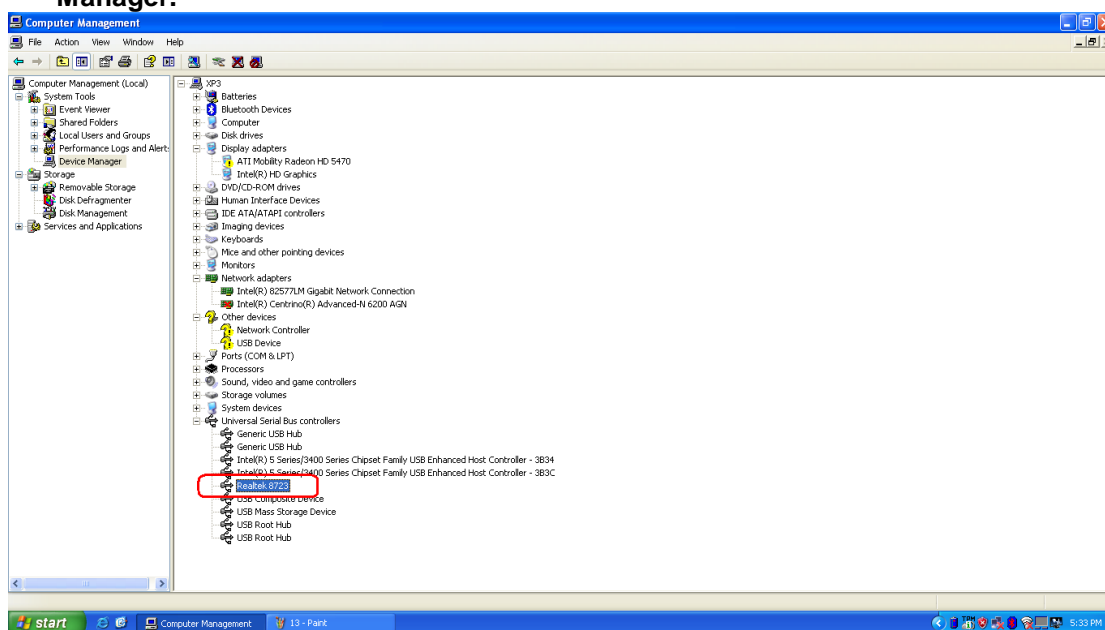 Manager.
Computer Management
File Action View Window Help
Computer Management (Local)
System Tools
Event Viewer
Shared Folders
Local Users and Groups
Performance Logs and Alert
Device Manager
Storage
Removable Storage
Disk Defragmenter
Disk Management
Services and Applications
XP3
Batteries
Bluetooth Devices
Computer
Disk drives
Display adapters
ATI Mobility Radeon HD 5470
Intel(R) HD Graphics
DVD/CD-ROM drives
Human Interface Devices
IDE ATA/ATAPI controllers
Imaging devices
Keyboards
Mice and other pointing devices
Monitors
Network adapters
Intel(R) 82577LM Gigabit Network Connection
Intel(R) Centrino(R) Advanced-N 6200 AGN
Other devices
Network Controller
USB Device
Ports (COM & LPT)
Processors
Sound, video and game controllers
Storage volumes
System devices
Universal Serial Bus controllers
Generic USB Hub
Generic USB Hub
Intel(R) 5 Series/3400 Series Chipset Family USB Enhanced Host Controller - 3B34
Intel(R) 5 Series/3400 Series Chipset Family USB Enhanced Host Controller - 3B3C
Realtek 8723
USB Composite Device
USB Mass Storage Device
USB Root Hub
USB Root Hub
start
Computer Management
13 - Paint
5:33 PM